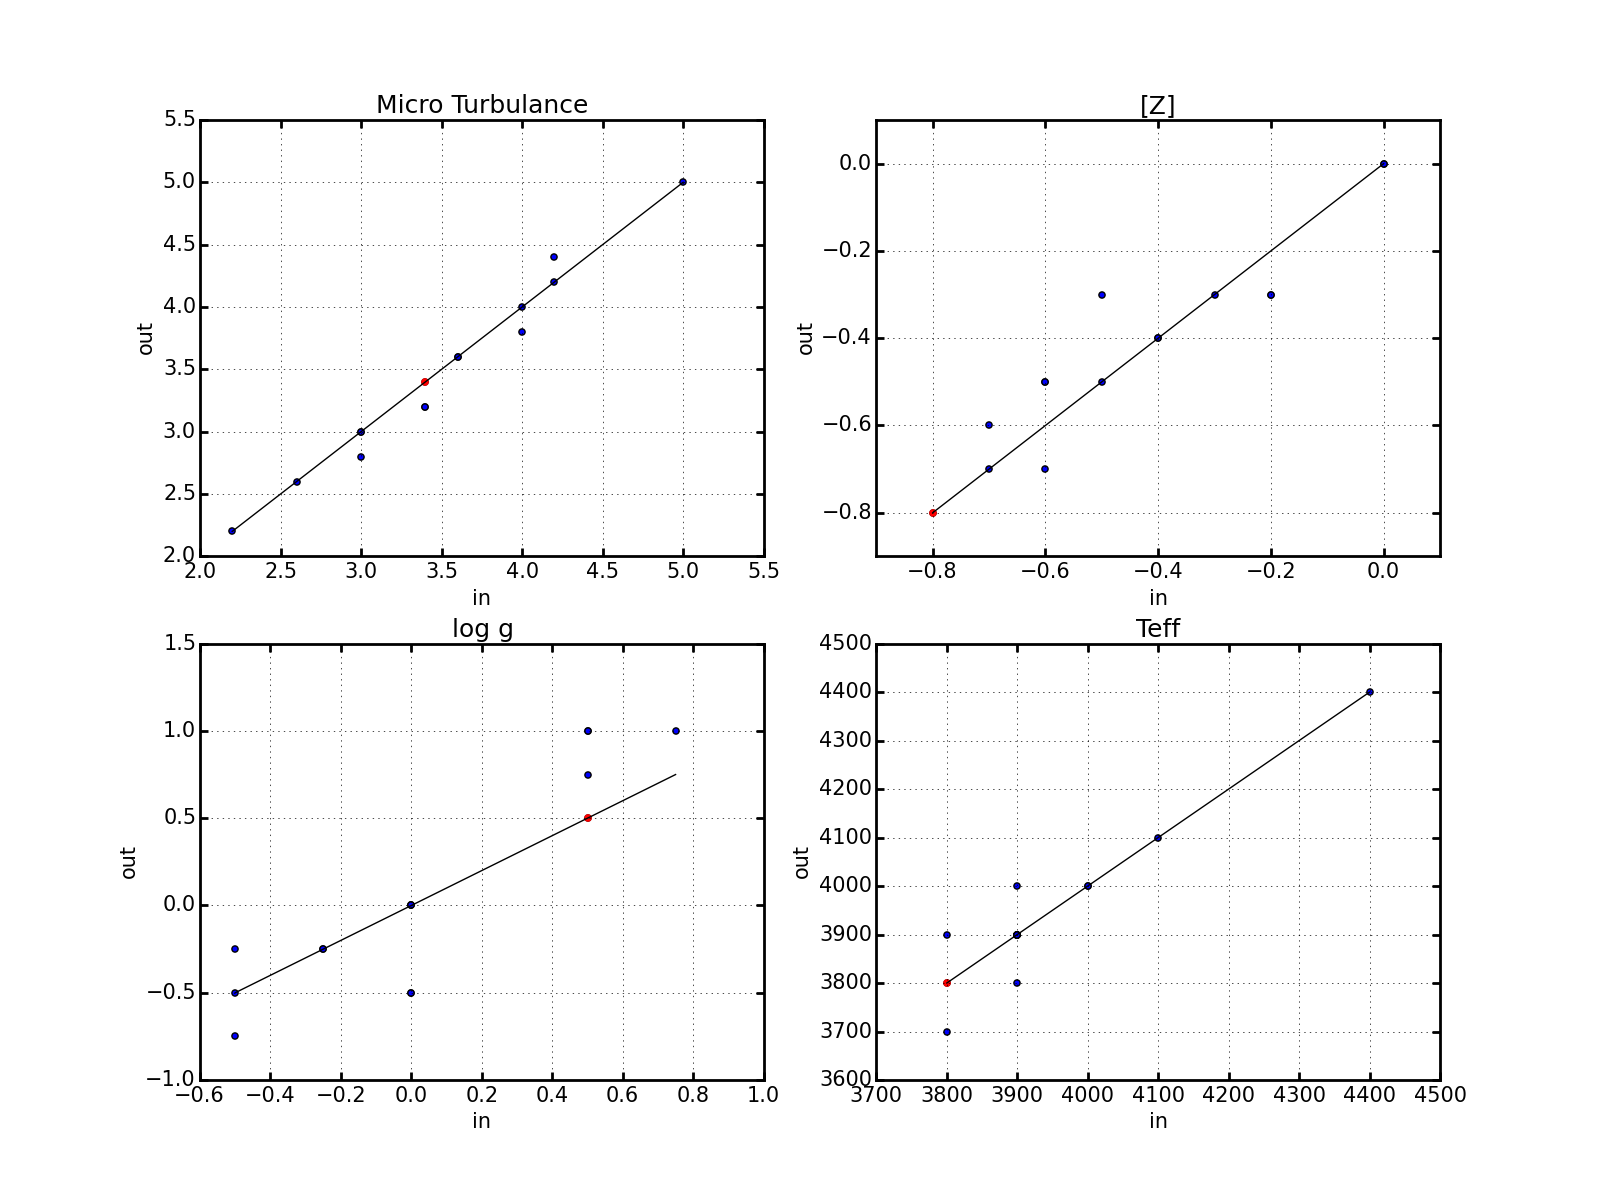 Micro Turbulance
5.5
5.0
4.5
4.0
3.5
3.0
2.5
2.0
out
2.0 2.5 3.0 3.5 4.0 4.5 5.0 5.5
in
[Z]
0.0
−0.2
−0.4
−0.6
−0.8
out
−0.8 −0.6 −0.4 −0.2 0.0
in
log g
1.5
1.0
0.5
0.0
−0.5
−1.0
out
−0.6 −0.4 −0.2 0.0 0.2 0.4 0.6 0.8 1.0
in
Teff
4500
4400
4300
4200
4100
4000
3900
3800
3700
3600
out
3700 3800 3900 4000 4100 4200 4300 4400 4500
in